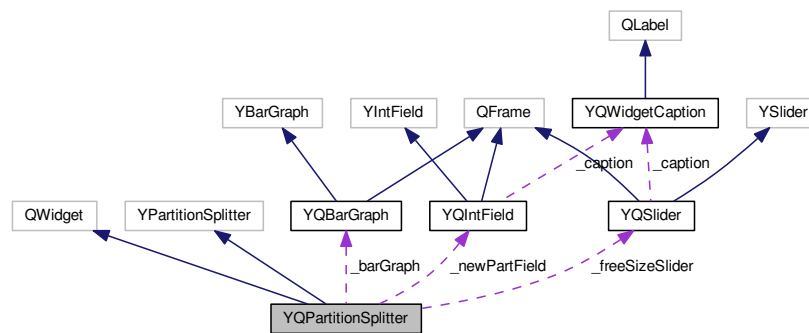 QLabel
YBarGraph
YIntField
QFrame
YQWidgetCaption
YSlider
_caption
_caption
QWidget
YPartitionSplitter
YQBarGraph
YQIntField
YQSlider
_barGraph
_newPartField
_freeSizeSlider
YQPartitionSplitter